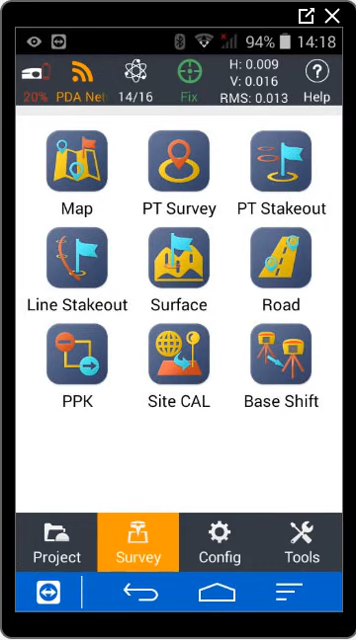 94% 14:18
H: 0.009
V: 0.016
20% PDA Net 14/16 Fix RMS: 0.013 Help
Map PT Survey PT Stakeout
Line Stakeout Surface Road
PPK Site CAL Base Shift
Project Survey Config Tools